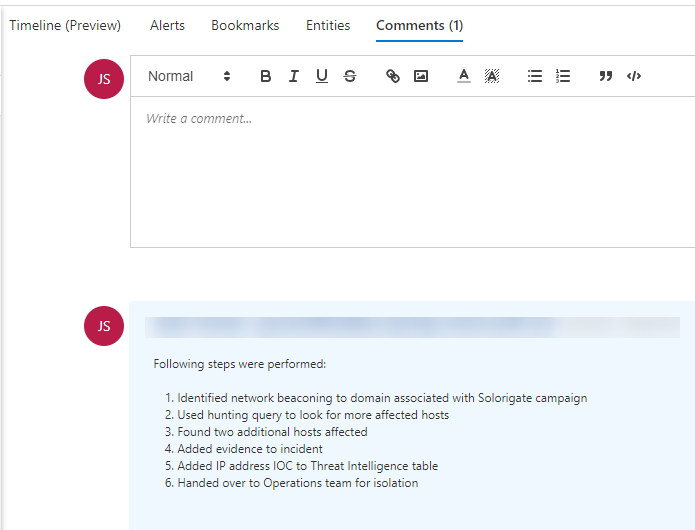 Timeline (Preview) Alerts Bookmarks Entities Comments (1)
JS Normal B I U S A A
Write a comment...
JS
Following steps were performed:
1. Identified network beaconing to domain associated with Solorigate campaign
2. Used hunting query to look for more affected hosts
3. Found two additional hosts affected
4. Added evidence to incident
5. Added IP address IOC to Threat Intelligence table
6. Handed over to Operations team for isolation